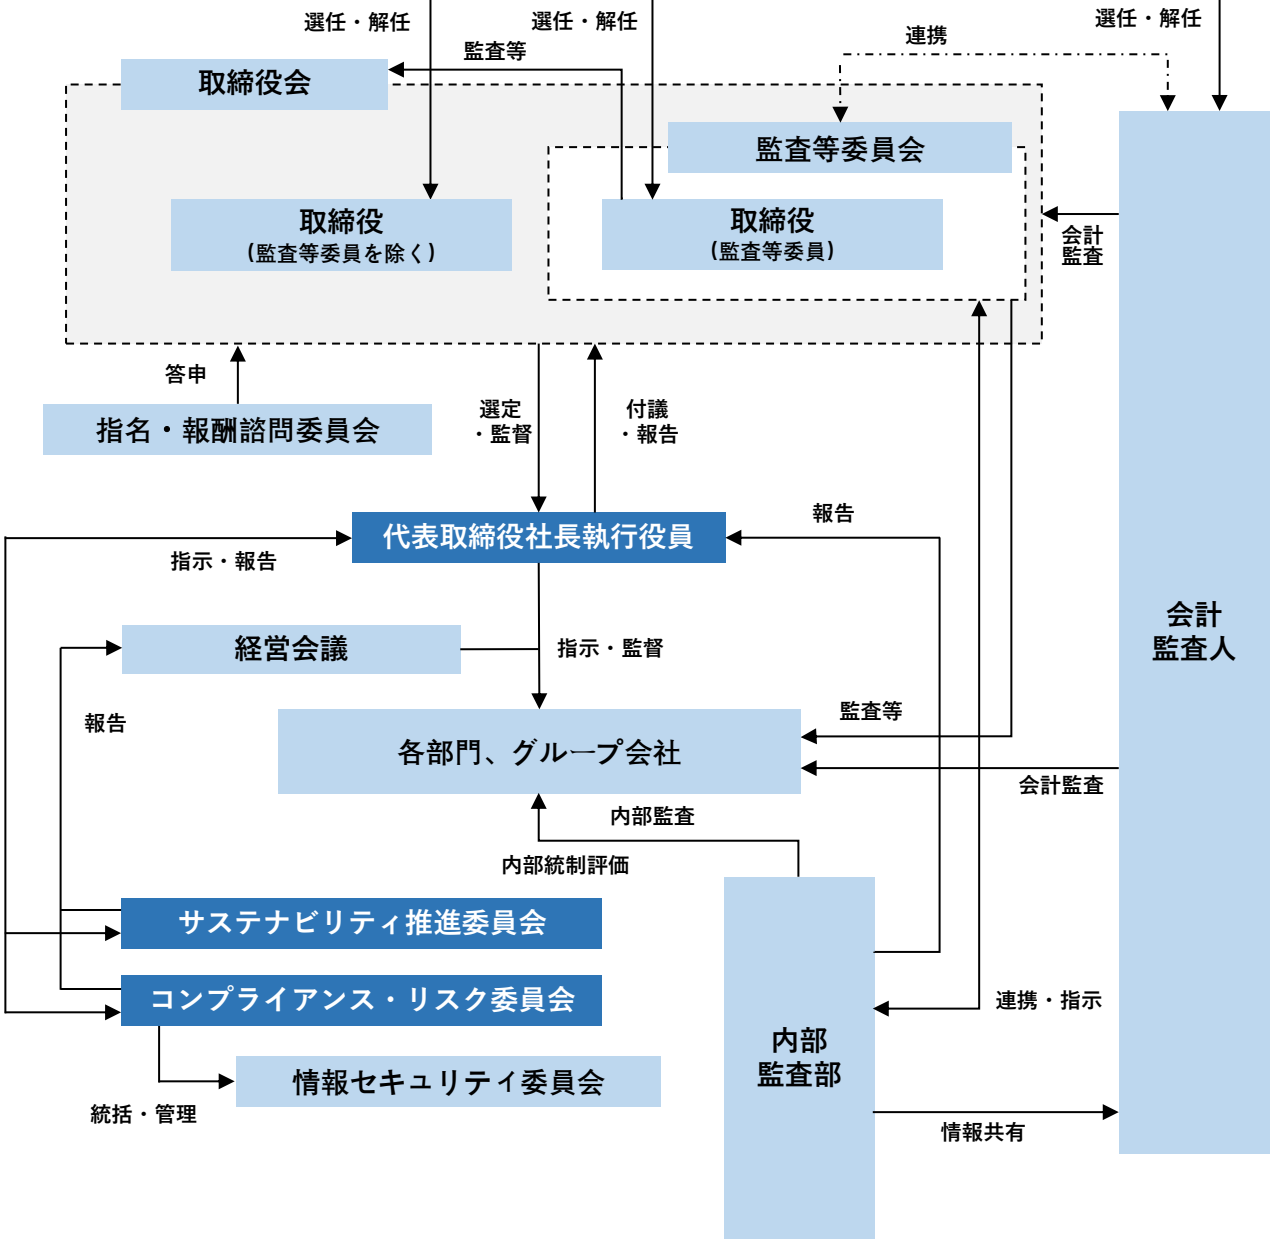 選任・解任
選任・解任
選任・解任
連携
監査等
取締役会
監査等委員会
取締役
(監査等委員を除く)
取締役
(監査等委員)
会計
監査
答申
指名・報酬諮問委員会
選定
・監督
付議
・報告
報告
代表取締役社長執行役員
指示・報告
会計
監査人
経営会議
指示・監督
報告
監査等
各部門、グループ会社
会計監査
内部監査
内部統制評価
サステナビリティ推進委員会
コンプライアンス・リスク委員会
連携・指示
内部
監査部
情報セキュリティ委員会
統括・管理
情報共有